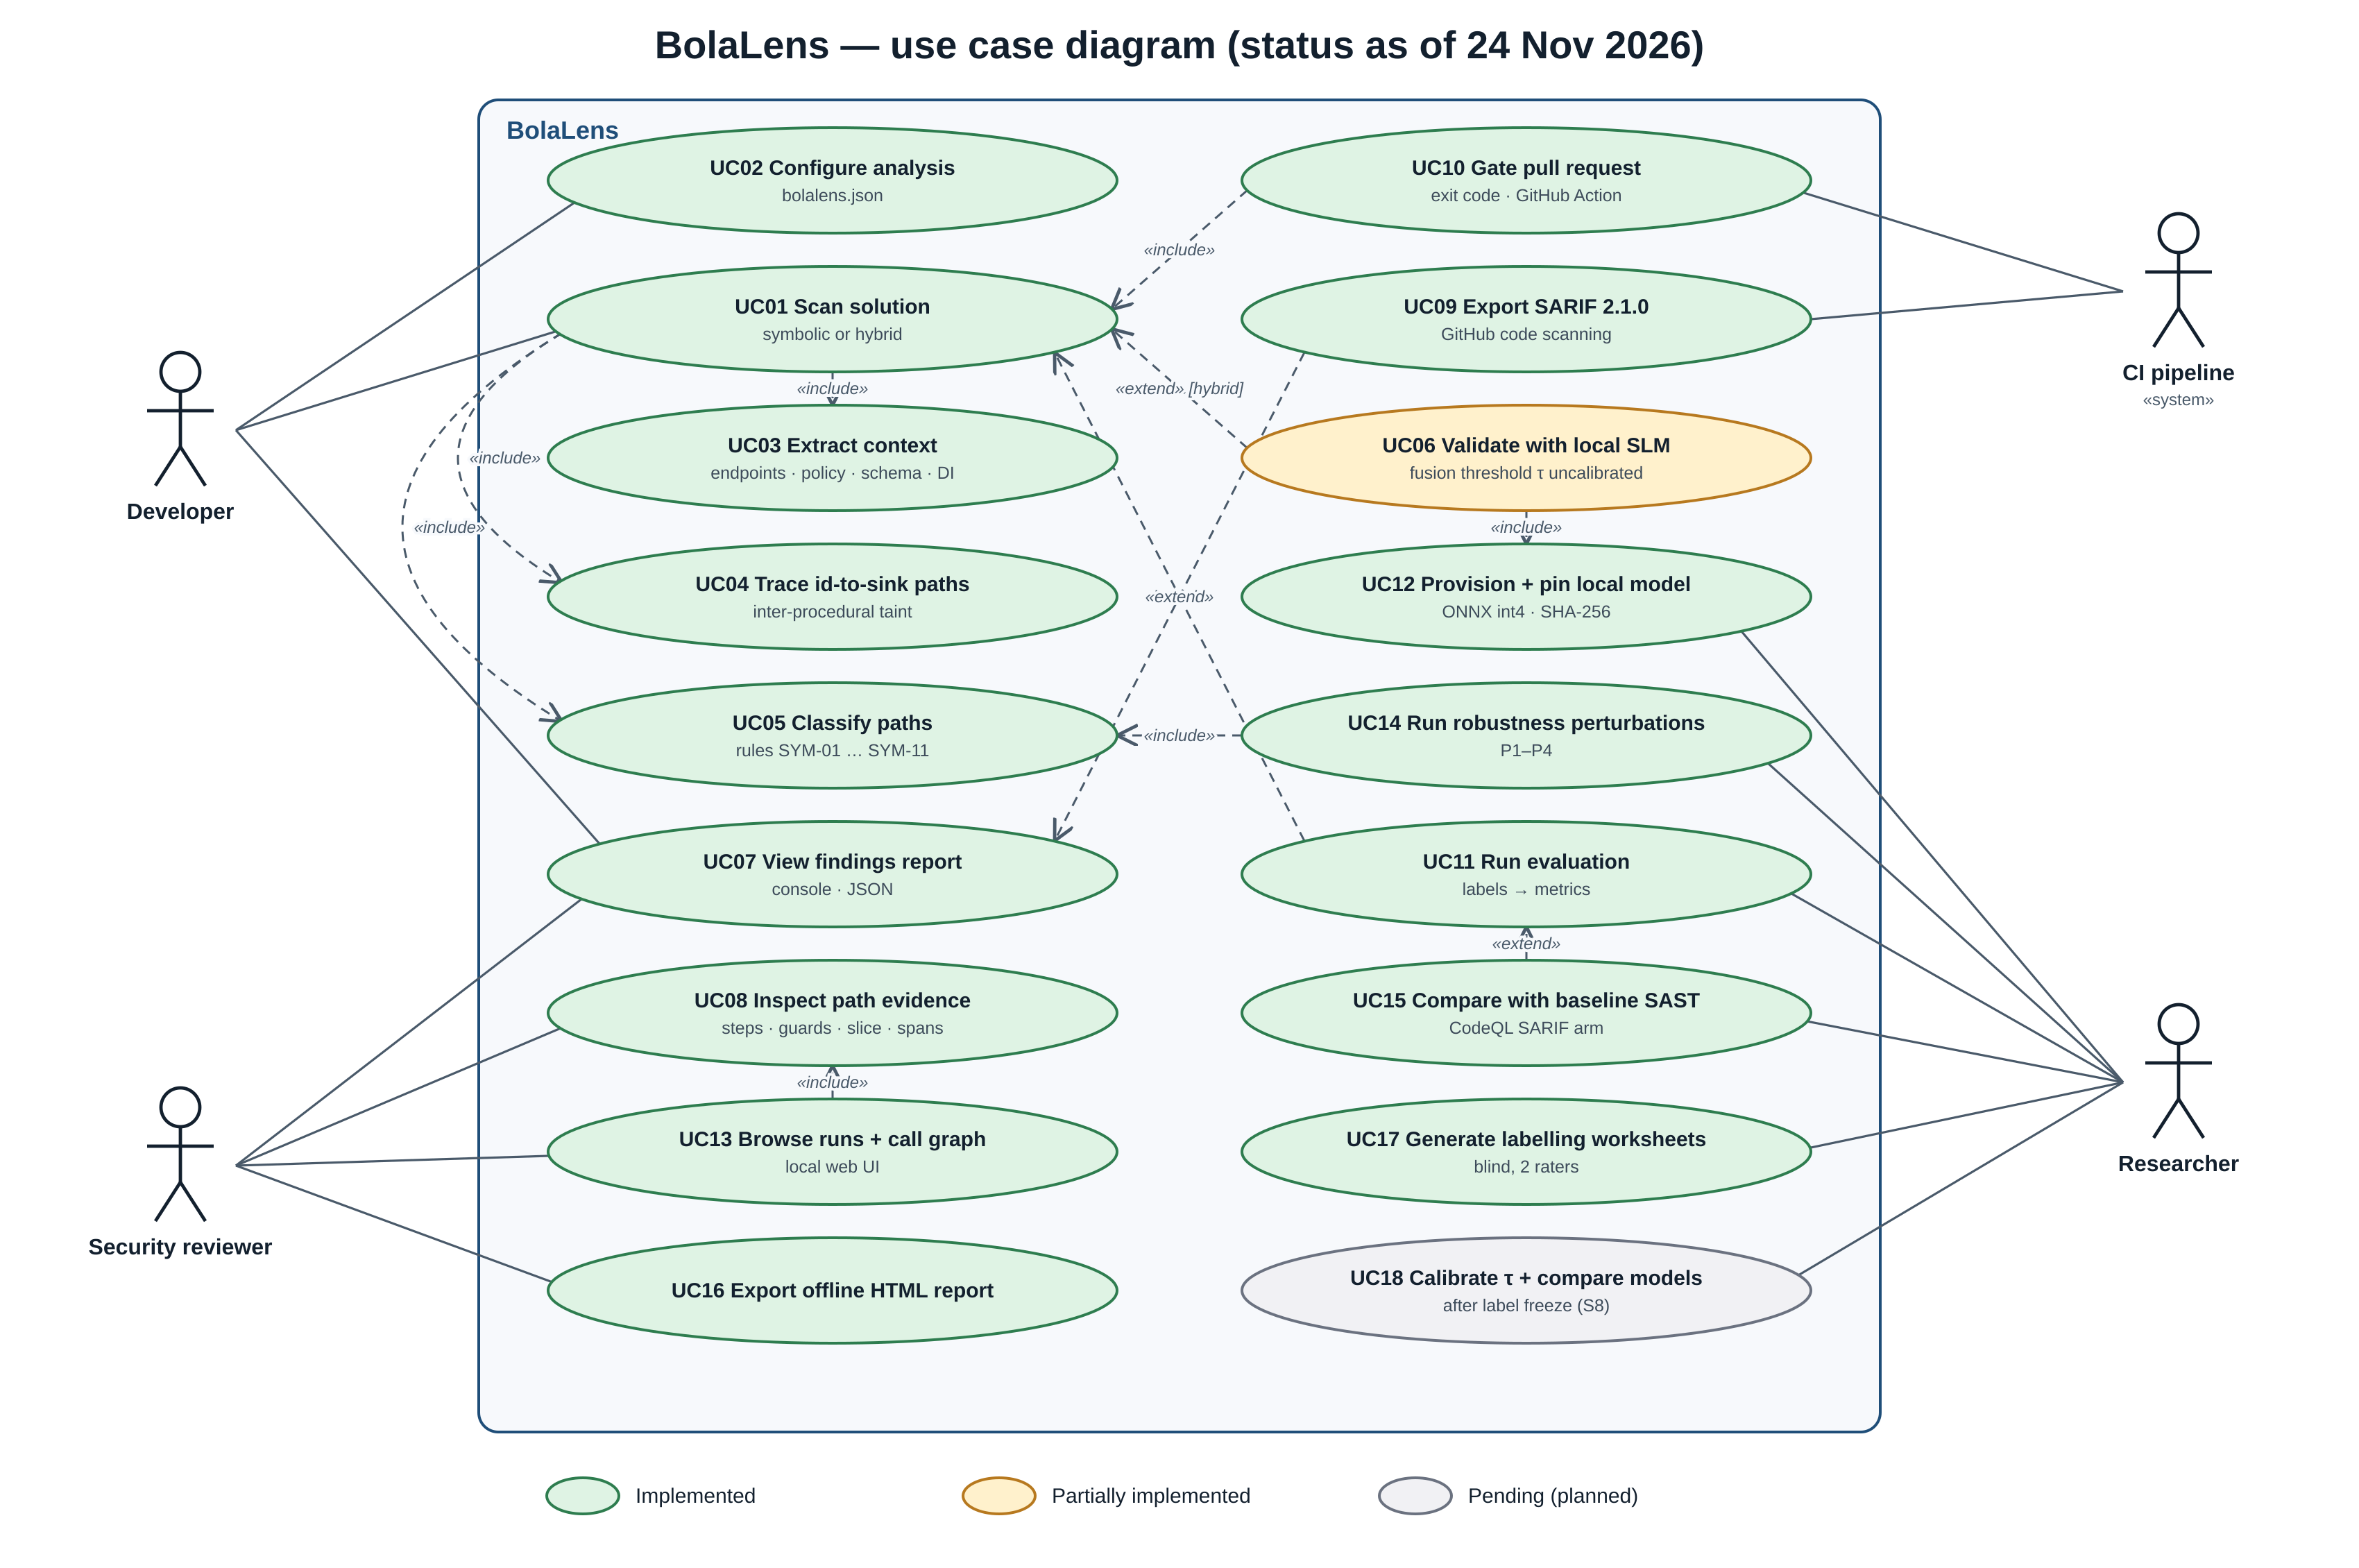 BolaLens — use case diagram (status as of 24 Nov 2026)
BolaLens
UC02 Configure analysis
bolalens.json
UC10 Gate pull request
exit code · GitHub Action
«include»
UC01 Scan solution
symbolic or hybrid
UC09 Export SARIF 2.1.0
GitHub code scanning
CI pipeline
«system»
«include»
«extend» [hybrid]
UC03 Extract context
endpoints · policy · schema · DI
UC06 Validate with local SLM
fusion threshold τ uncalibrated
«include»
Developer
«include»
«include»
UC04 Trace id-to-sink paths
inter-procedural taint
«extend»
UC12 Provision + pin local model
ONNX int4 · SHA-256
UC05 Classify paths
rules SYM-01 … SYM-11
«include»
UC14 Run robustness perturbations
P1–P4
UC07 View findings report
console · JSON
UC11 Run evaluation
labels → metrics
«extend»
UC08 Inspect path evidence
steps · guards · slice · spans
UC15 Compare with baseline SAST
CodeQL SARIF arm
«include»
UC13 Browse runs + call graph
local web UI
UC17 Generate labelling worksheets
blind, 2 raters
Researcher
Security reviewer
UC16 Export offline HTML report
UC18 Calibrate τ + compare models
after label freeze (S8)
Implemented
Partially implemented
Pending (planned)